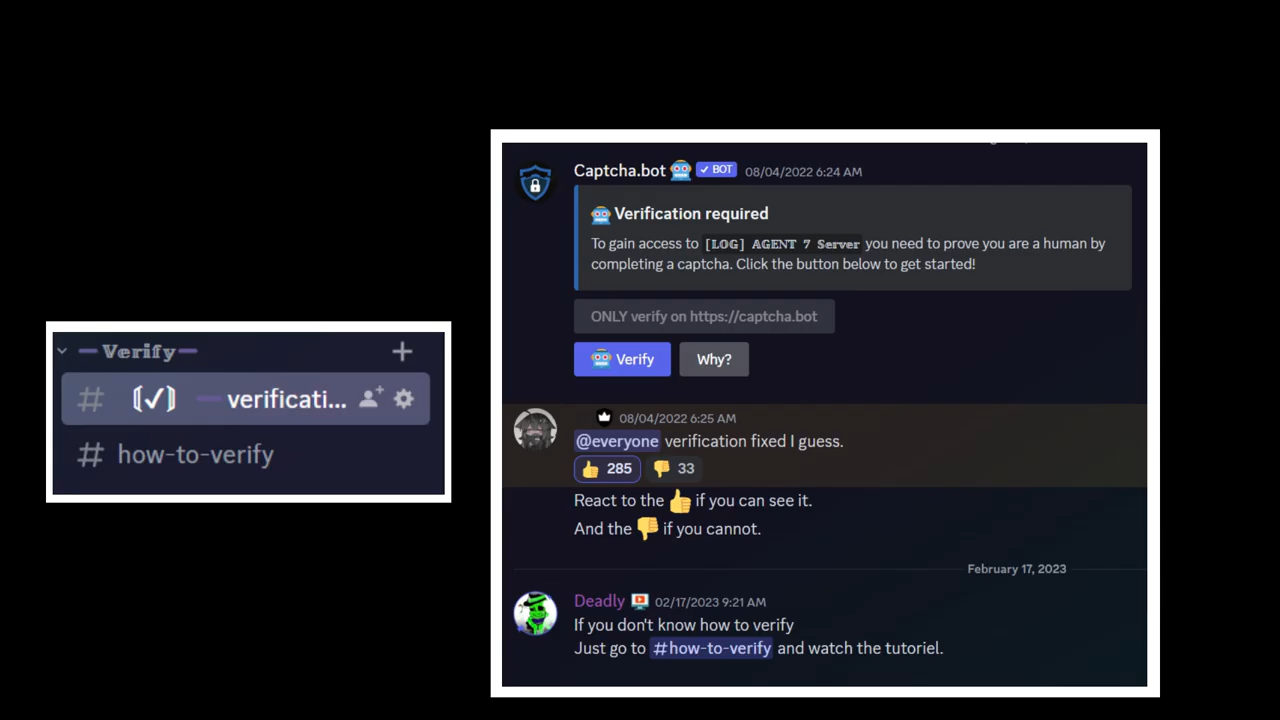 Verify
# 〘✓〙 verificati...
# how-to-verify
Captcha.bot 🤖 ✓ BOT 08/04/2022 6:24 AM
🤖 Verification required
To gain access to [LOG] AGENT 7 Server you need to prove you are a human by
completing a captcha. Click the button below to get started!
ONLY verify on https://captcha.bot
🤖 Verify Why?
08/04/2022 6:25 AM
@everyone verification fixed I guess.
👍 285 👎 33
React to the 👍 if you can see it.
And the 👎 if you cannot.
February 17, 2023
Deadly 02/17/2023 9:21 AM
If you don't know how to verify
Just go to #how-to-verify and watch the tutoriel.